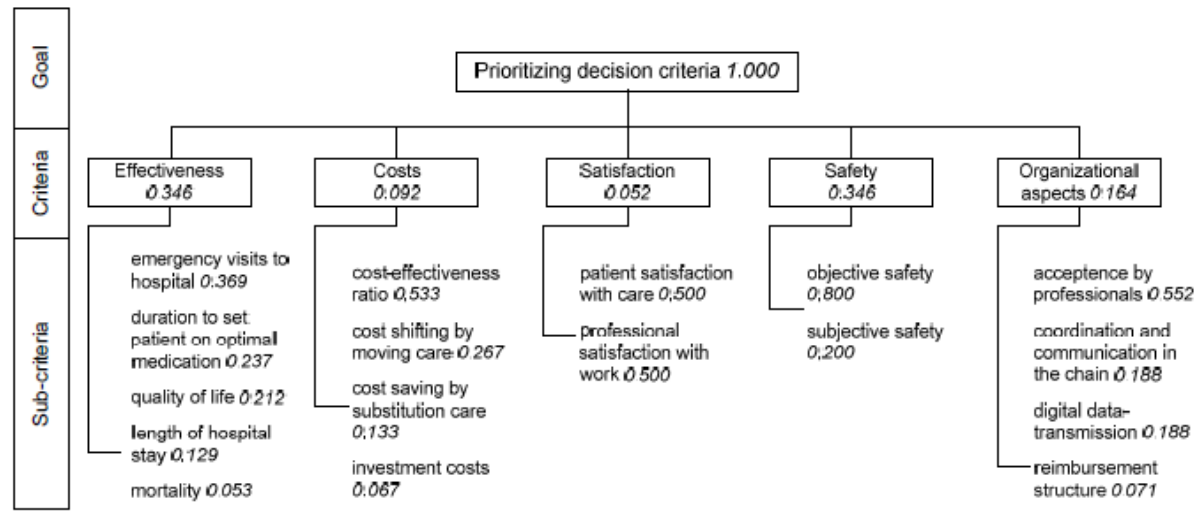 Goal
Prioritizing decision criteria 1.000
Criteria
Effectiveness
0.346
Costs
0.092
Satisfaction
0.052
Safety
0.346
Organizational
aspects 0.164
Sub-criteria
emergency visits to
hospital 0.369
duration to set
patient on optimal
medication 0.237
quality of life 0.212
length of hospital
stay 0.129
mortality 0.053
cost-effectiveness
ratio 0,533
cost shifting by
moving care 0.267
cost saving by
substitution care
0,133
investment costs
0.067
patient satisfaction
with care 0,500
professional
satisfaction with
work 0.500
objective safety
0,800
subjective safety
0,200
acceptence by
professionals 0.552
coordination and
communication in
the chain 0.188
digital data-
transmission 0.188
reimbursement
structure 0.071